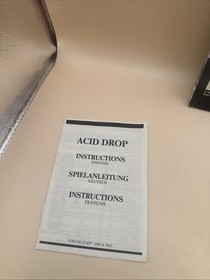 ACID DROP
INSTRUCTIONS
ENGLISH
SPIELANLEITUNG
DEUTSCH
INSTRUCTIONS
FRANÇAIS